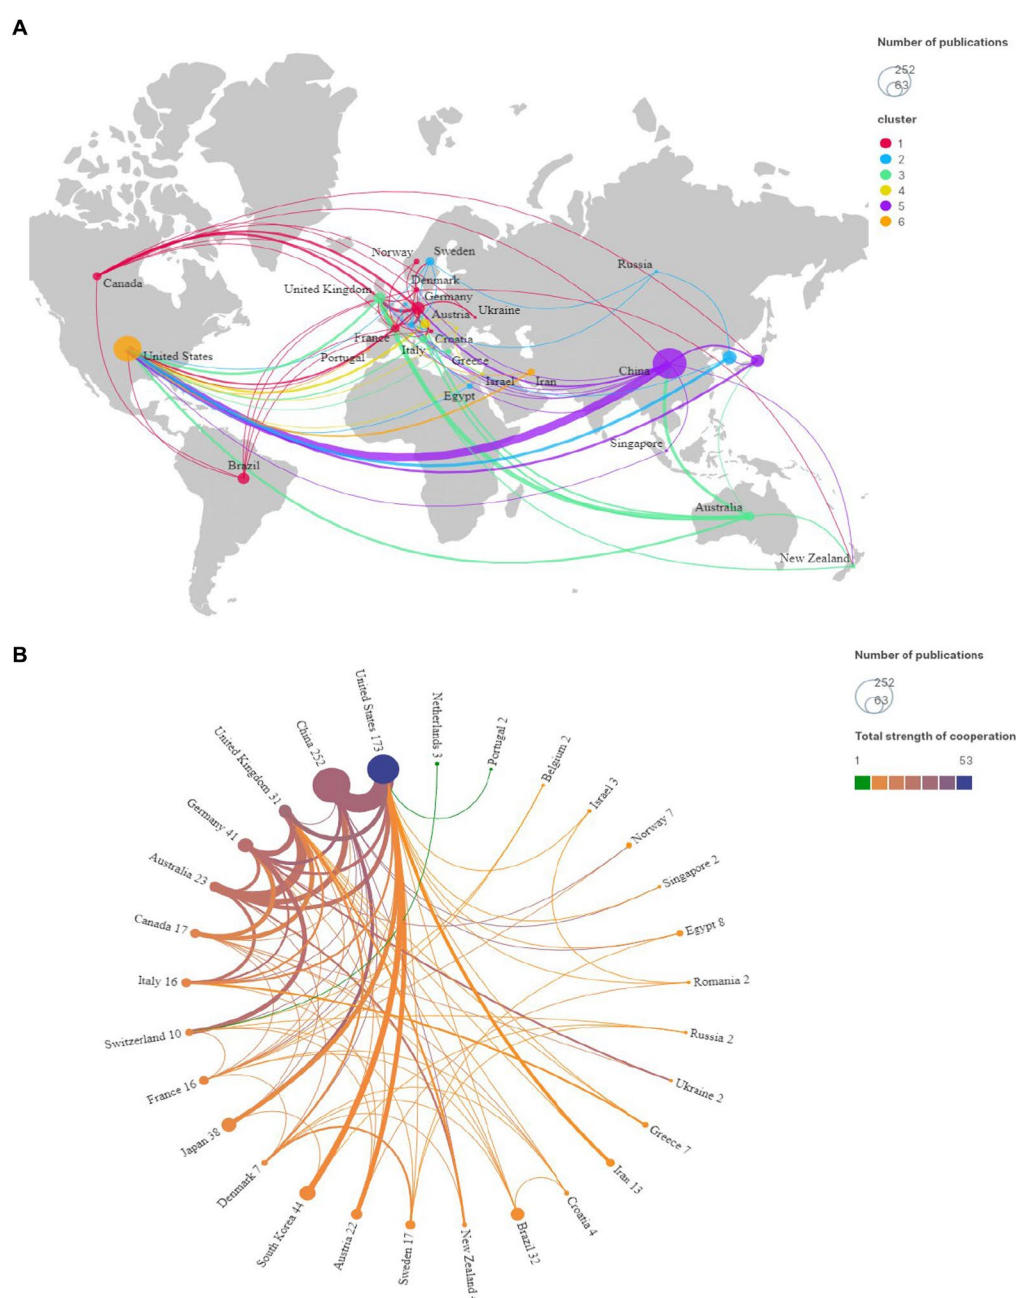 A
Number of publications
252
63
cluster
1
2
3
4
5
6
Norway
Sweden
Russia
Canada
Denmark
United Kingdom
Germany
Ukraine
Austria
France
Croatia
United States
Portugal
Italy
Greece
China
Israel
Iran
Egypt
Singapore
Brazil
Australia
New Zealand
B
Number of publications
252
63
Total strength of cooperation
1 53
United States 173
Netherlands 3
Portugal 2
Belgium 2
Israel 3
Norway 7
Singapore 2
Egypt 8
Romania 2
Russia 2
Ukraine 2
Greece 7
Iran 13
Croatia 4
Brazil 32
New Zealand
Sweden 17
Austria 22
South Korea 44
Denmark 7
Japan 38
France 16
Switzerland 10
Italy 16
Canada 17
Australia 23
Germany 41
United Kingdom 31
China 252